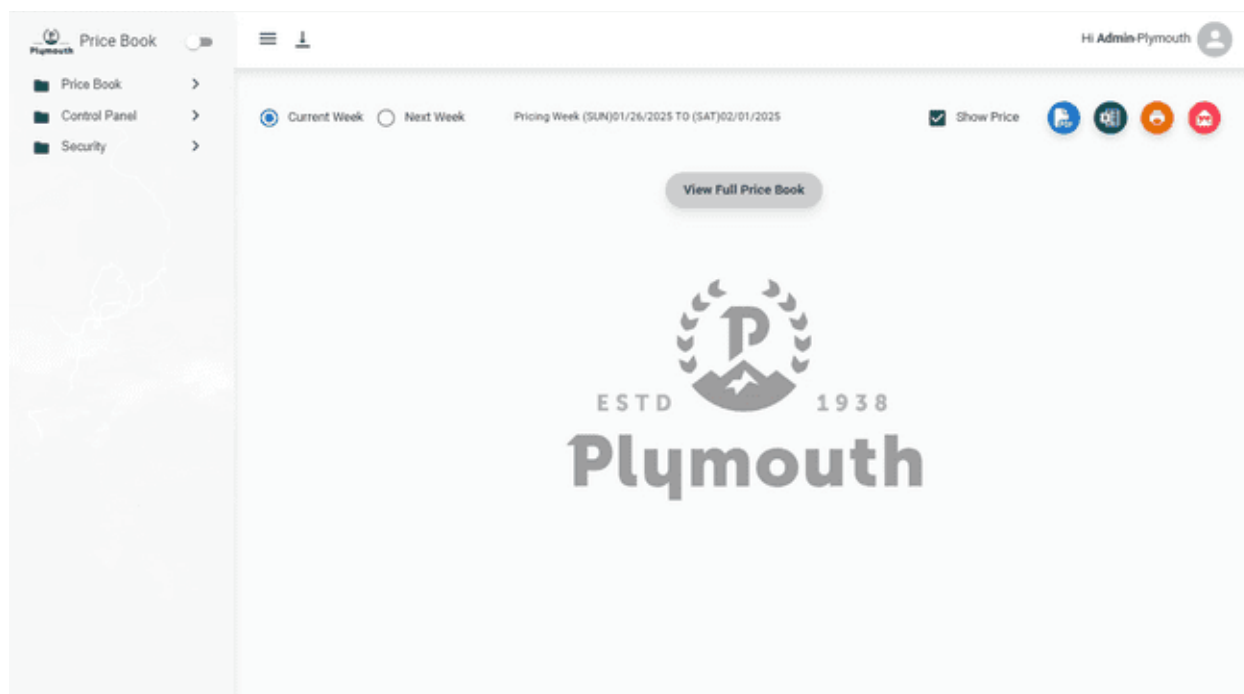 Plymouth Price Book
Hi Admin-Plymouth
Price Book
Control Panel
Security
Current Week Next Week Pricing Week (SUN)01/26/2025 TO (SAT)02/01/2025 Show Price PDF
View Full Price Book
P
ESTD 1938
Plymouth